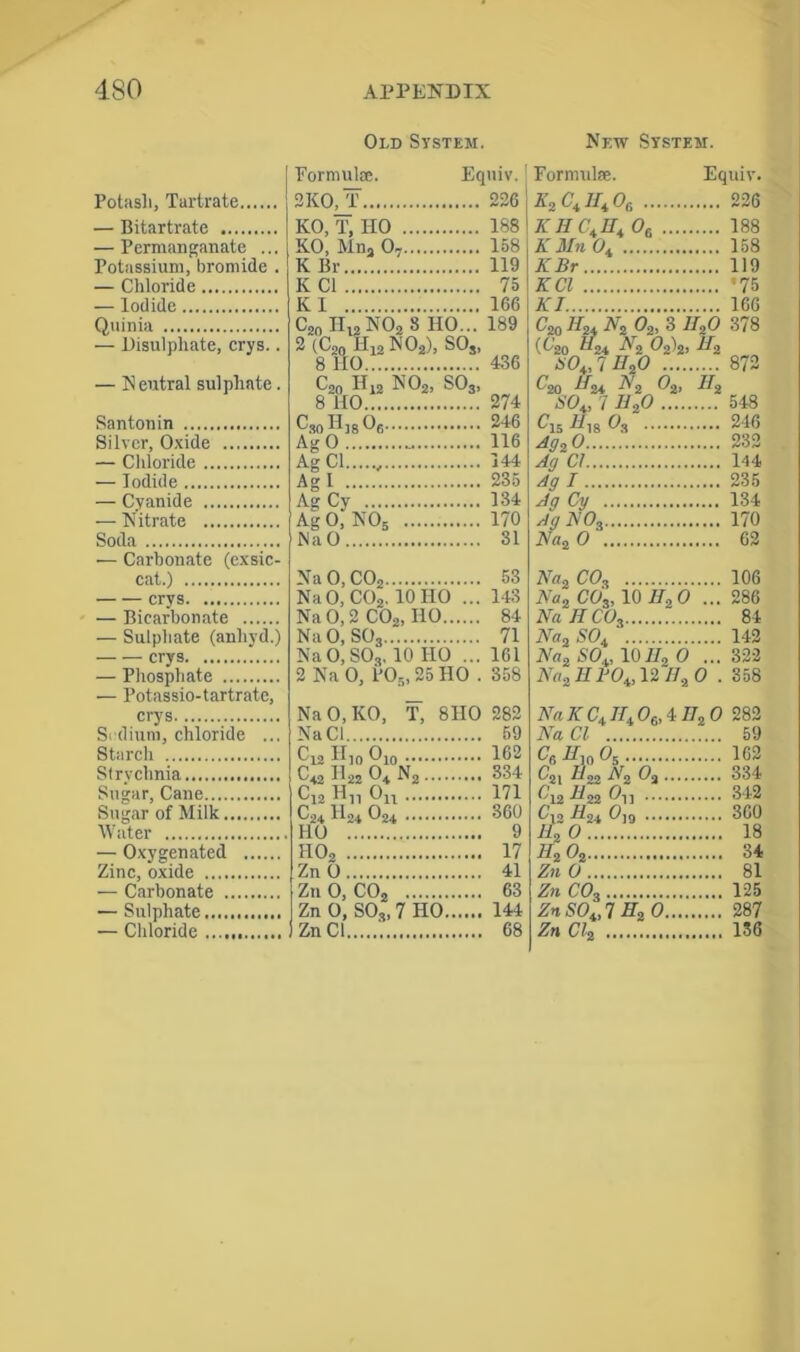 480 APPENDIX
OLD SYSTEM. NEW SYSTEM.
Formulæ. Equiv. Formulæ. Equiv.
Potash, Tartrate...... 2KO, T̅ ...... 226 K₂ C₄ H₄ O₆ ...... 226
— Bitartrate ...... KO, T̅, HO ...... 188 K H C₄ H₄ O₆ ...... 188
— Permanganate ... KO, Mn₂ O₇ ...... 158 K Mn O₄ ...... 158
Potassium, bromide . K Br ...... 119 K Br ...... 119
— Chloride ...... K Cl ...... 75 K Cl ...... 75
— Iodide ...... K I ...... 166 K I ...... 166
Quinia ...... C₂₀ H₁₂ NO₂ 3 HO... 189 C₂₀ H₂₄ N₂ O₂, 3 H₂O 378
— Disulphate, crys.. 2 (C₂₀ H₁₂ NO₂), SO₃, (C₂₀ H₂₄ N₂ O₂)₂, H₂
8 HO ...... 436 SO₄, 7 H₂O ...... 872
— Neutral sulphate. C₂₀ H₁₂ NO₂, SO₃, C₂₀ H₂₄ N₂ O₂, H₂
8 HO ...... 274 SO₄, 7 H₂O ...... 548
Santonin ...... C₃₀ H₁₈ O₆ ...... 246 C₁₅ H₁₈ O₃ ...... 246
Silver, Oxide ...... Ag O ...... 116 Ag₂ O ...... 232
— Chloride ...... Ag Cl ...... 144 Ag Cl ...... 144
— Iodide ...... Ag I ...... 235 Ag I ...... 235
— Cyanide ...... Ag Cy ...... 134 Ag Cy ...... 134
— Nitrate ...... Ag O, NO₅ ...... 170 Ag NO₃ ...... 170
Soda ...... Na O ...... 31 Na₂ O ...... 62
— Carbonate (exsic-
cat.) ...... Na O, CO₂ ...... 53 Na₂ CO₃ ...... 106
— — crys. ...... Na O, CO₂. 10 HO ... 143 Na₂ CO₃, 10 H₂ O ... 286
— Bicarbonate ...... Na O, 2 CO₂, HO...... 84 Na H CO₃ ...... 84
— Sulphate (anhyd.) Na O, SO₃ ...... 71 Na₂ SO₄ ...... 142
— — crys. ...... Na O, SO₃. 10 HO ... 161 Na₂ SO₄, 10 H₂ O ... 322
— Phosphate ...... 2 Na O, PO₅, 25 HO . 358 Na₂ H PO₄, 12 H₂ O . 358
— Potassio-tartrate,
crys. ...... Na O, KO, T̅, 8HO 282 Na K C₄ H₄ O₆, 4 H₂ O 282
Sodium, chloride ... Na Cl ...... 59 Na Cl ...... 59
Starch ...... C₁₂ H₁₀ O₁₀ ...... 162 C₆ H₁₀ O₅ ...... 162
Strychnia ...... C₄₂ H₂₂ O₄ N₂ ...... 334 C₂₁ H₂₂ N₂ O₂ ...... 334
Sugar, Cane ...... C₁₂ H₁₁ O₁₁ ...... 171 C₁₂ H₂₂ O₁₁ ...... 342
Sugar of Milk ...... C₂₄ H₂₄ O₂₄ ...... 360 C₁₂ H₂₄ O₁₉ ...... 360
Water ...... HO ...... 9 H₂ O ...... 18
— Oxygenated ...... HO₂ ...... 17 H₂ O₂ ...... 34
Zinc, oxide ...... Zn O ...... 41 Zn O ...... 81
— Carbonate ...... Zn O, CO₂ ...... 63 Zn CO₃ ...... 125
— Sulphate ...... Zn O, SO₃, 7 HO...... 144 Zn SO₄, 7 H₂ O ...... 287
— Chloride ...... Zn Cl ...... 68 Zn Cl₂ ...... 136